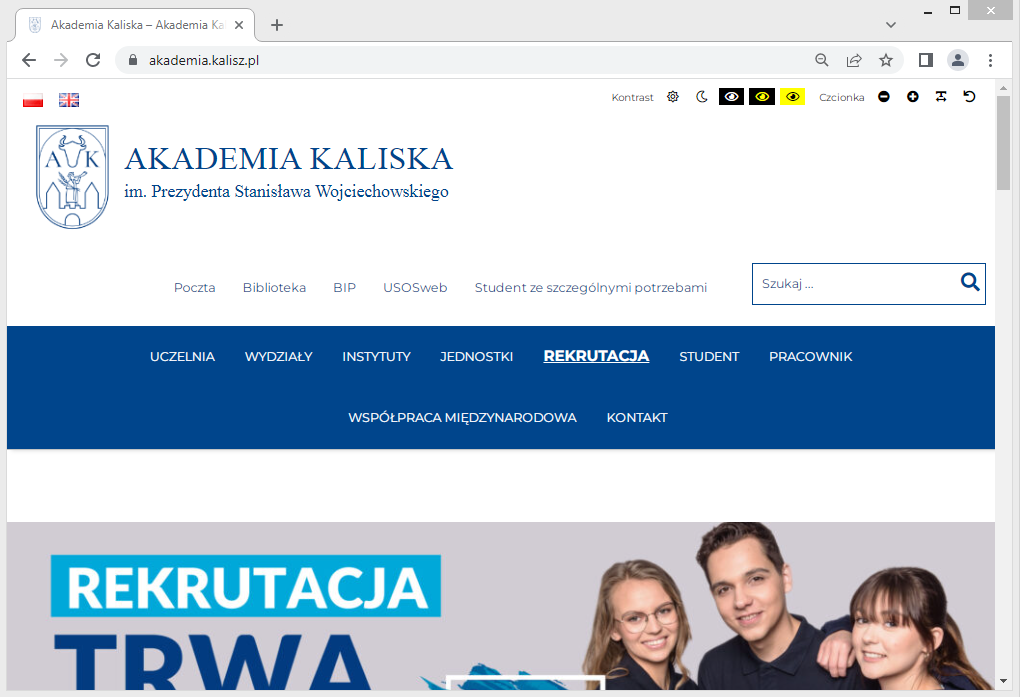 Akademia Kaliska – Akademia Ka
akademia.kalisz.pl
Kontrast
Czcionka
A K
AKADEMIA KALISKA
im. Prezydenta Stanisława Wojciechowskiego
Poczta Biblioteka BIP USOSweb Student ze szczególnymi potrzebami
Szukaj ...
UCZELNIA WYDZIAŁY INSTYTUTY JEDNOSTKI REKRUTACJA STUDENT PRACOWNIK
WSPÓŁPRACA MIĘDZYNARODOWA KONTAKT
REKRUTACJA
TRWA